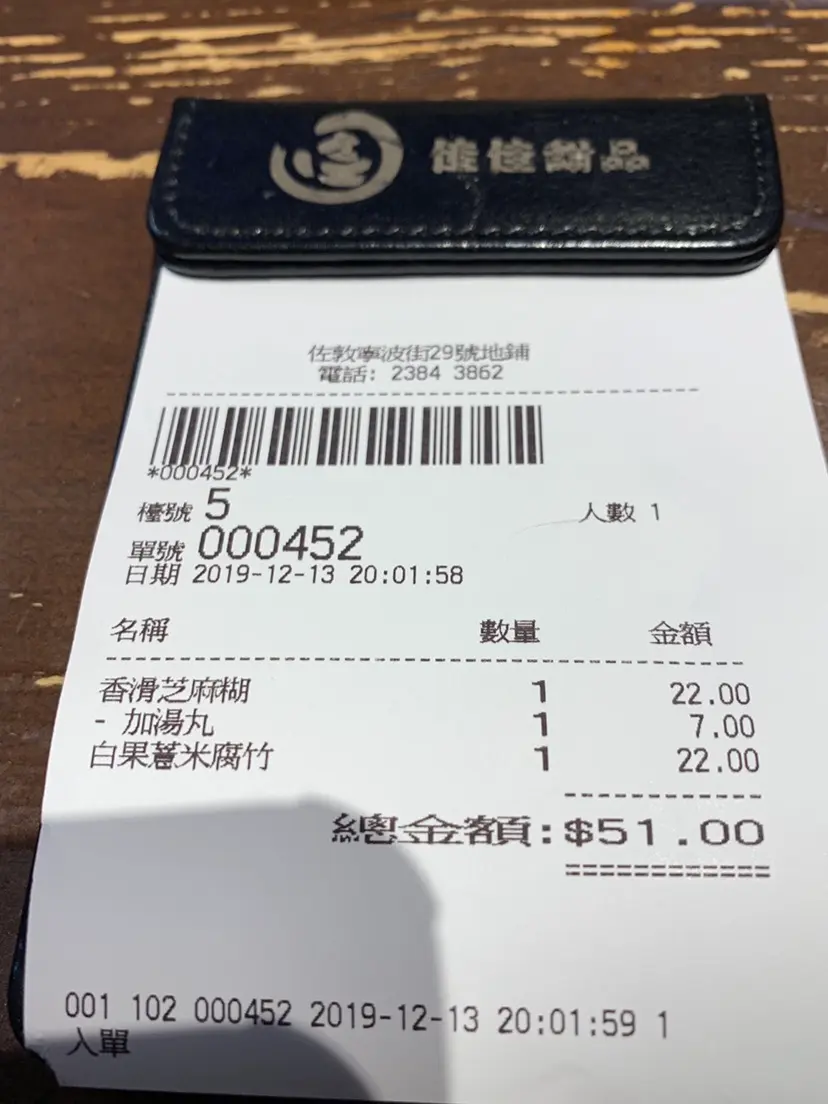 佳佳甜品
佐敦寧波街29號地鋪
電話: 2384 3862
*000452*
檯號 5 人數 1
單號 000452
日期 2019-12-13 20:01:58
名稱 數量 金額
香滑芝麻糊 1 22.00
- 加湯丸 1 7.00
白果薏米腐竹 1 22.00
總金額:$51.00
001 102 000452 2019-12-13 20:01:59 1
入單